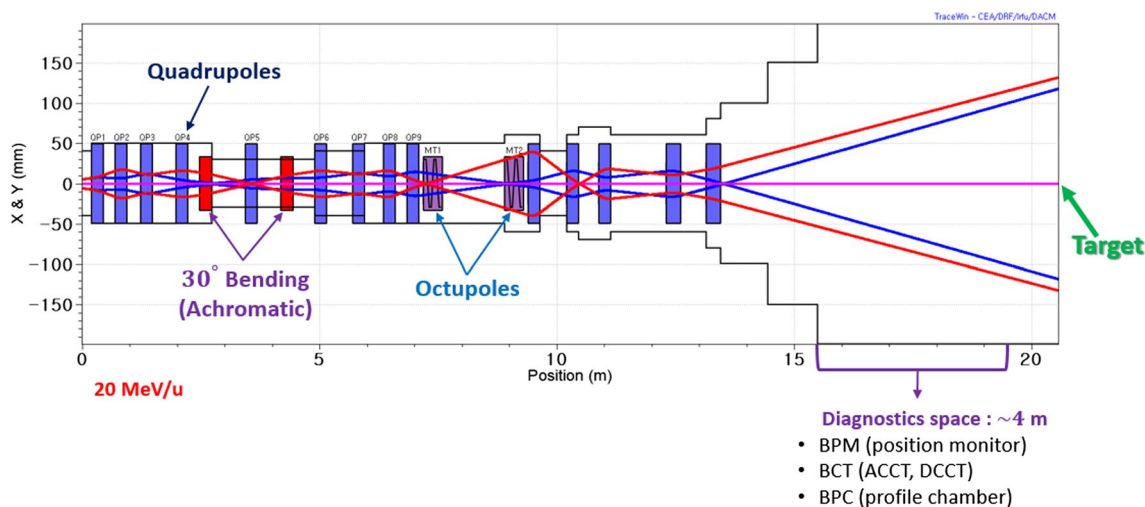 TraceWin - CEA/DRF/Irfu/DACM
X & Y (mm)
150
100
50
0
−50
−100
−150
Quadrupoles
QP1 QP2 QP3 QP4 QP5 QP6 QP7 QP8 QP9 MT1 MT2
30° Bending
(Achromatic)
Octupoles
Target
0 5 10 15 20
Position (m)
20 MeV/u
Diagnostics space : ~4 m
• BPM (position monitor)
• BCT (ACCT, DCCT)
• BPC (profile chamber)